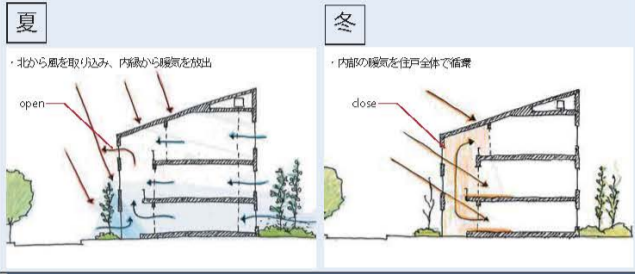 夏
・北から風を取り込み、内縁から暖気を放出
open
冬
・内部の暖気を住戸全体で循環
close